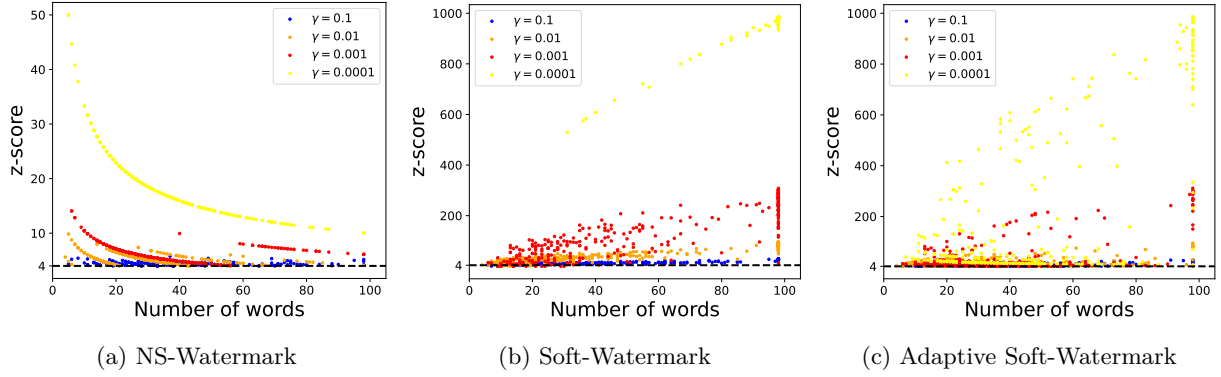 50
40
30
20
10
4
0
20
40
60
80
100
z-score
Number of words
γ = 0.1
γ = 0.01
γ = 0.001
γ = 0.0001
(a) NS-Watermark
1000
800
600
400
200
4
0
20
40
60
80
100
z-score
Number of words
γ = 0.1
γ = 0.01
γ = 0.001
γ = 0.0001
(b) Soft-Watermark
1000
800
600
400
200
4
0
20
40
60
80
100
z-score
Number of words
γ = 0.1
γ = 0.01
γ = 0.001
γ = 0.0001
(c) Adaptive Soft-Watermark